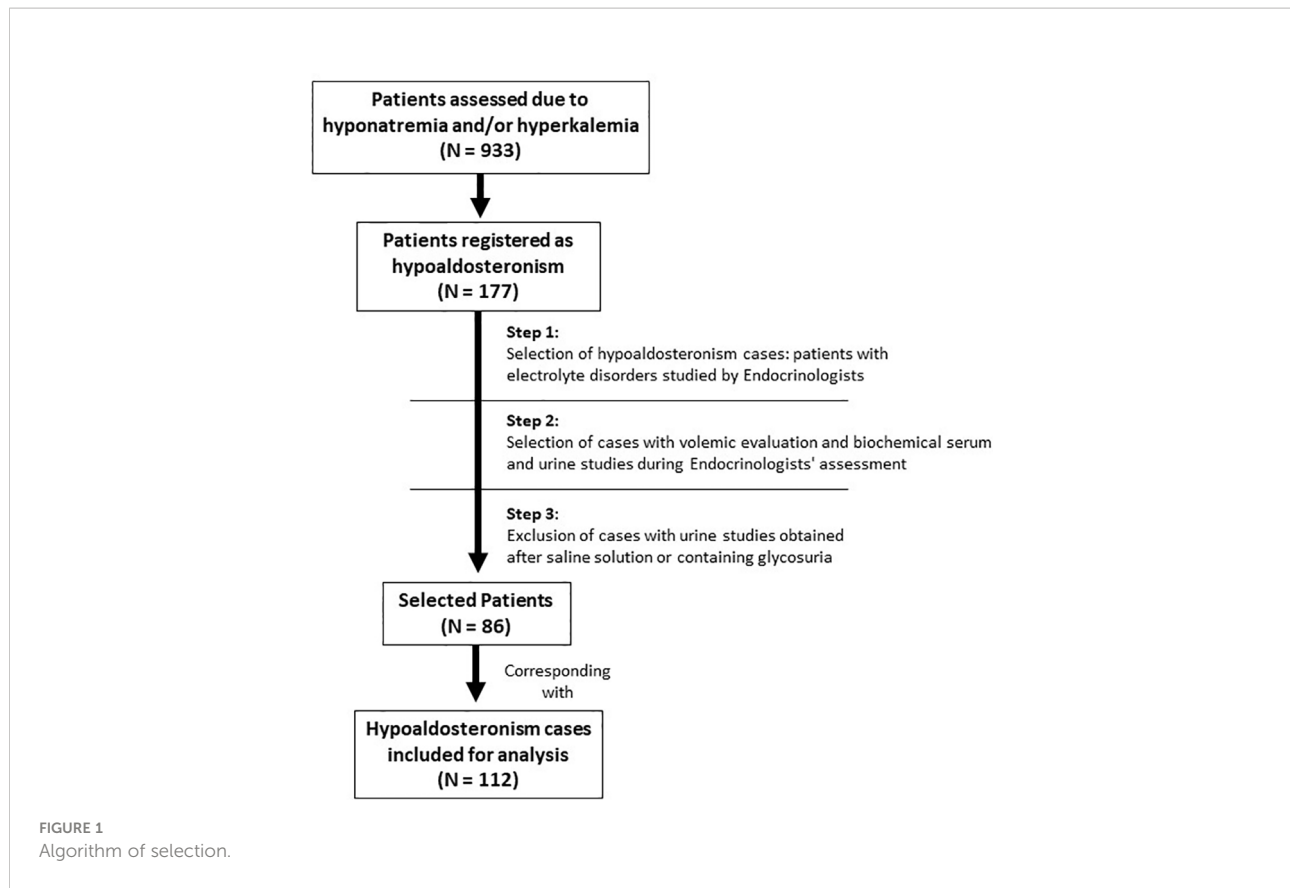 Patients assessed due to
hyponatremia and/or hyperkalemia
(N = 933)
Patients registered as
hypoaldosteronism
(N = 177)
Step 1:
Selection of hypoaldosteronism cases: patients with
electrolyte disorders studied by Endocrinologists
Step 2:
Selection of cases with volemic evaluation and biochemical serum
and urine studies during Endocrinologists' assessment
Step 3:
Exclusion of cases with urine studies obtained
after saline solution or containing glycosuria
Selected Patients
(N = 86)
Corresponding
with
Hypoaldosteronism cases
included for analysis
(N = 112)
FIGURE 1
Algorithm of selection.